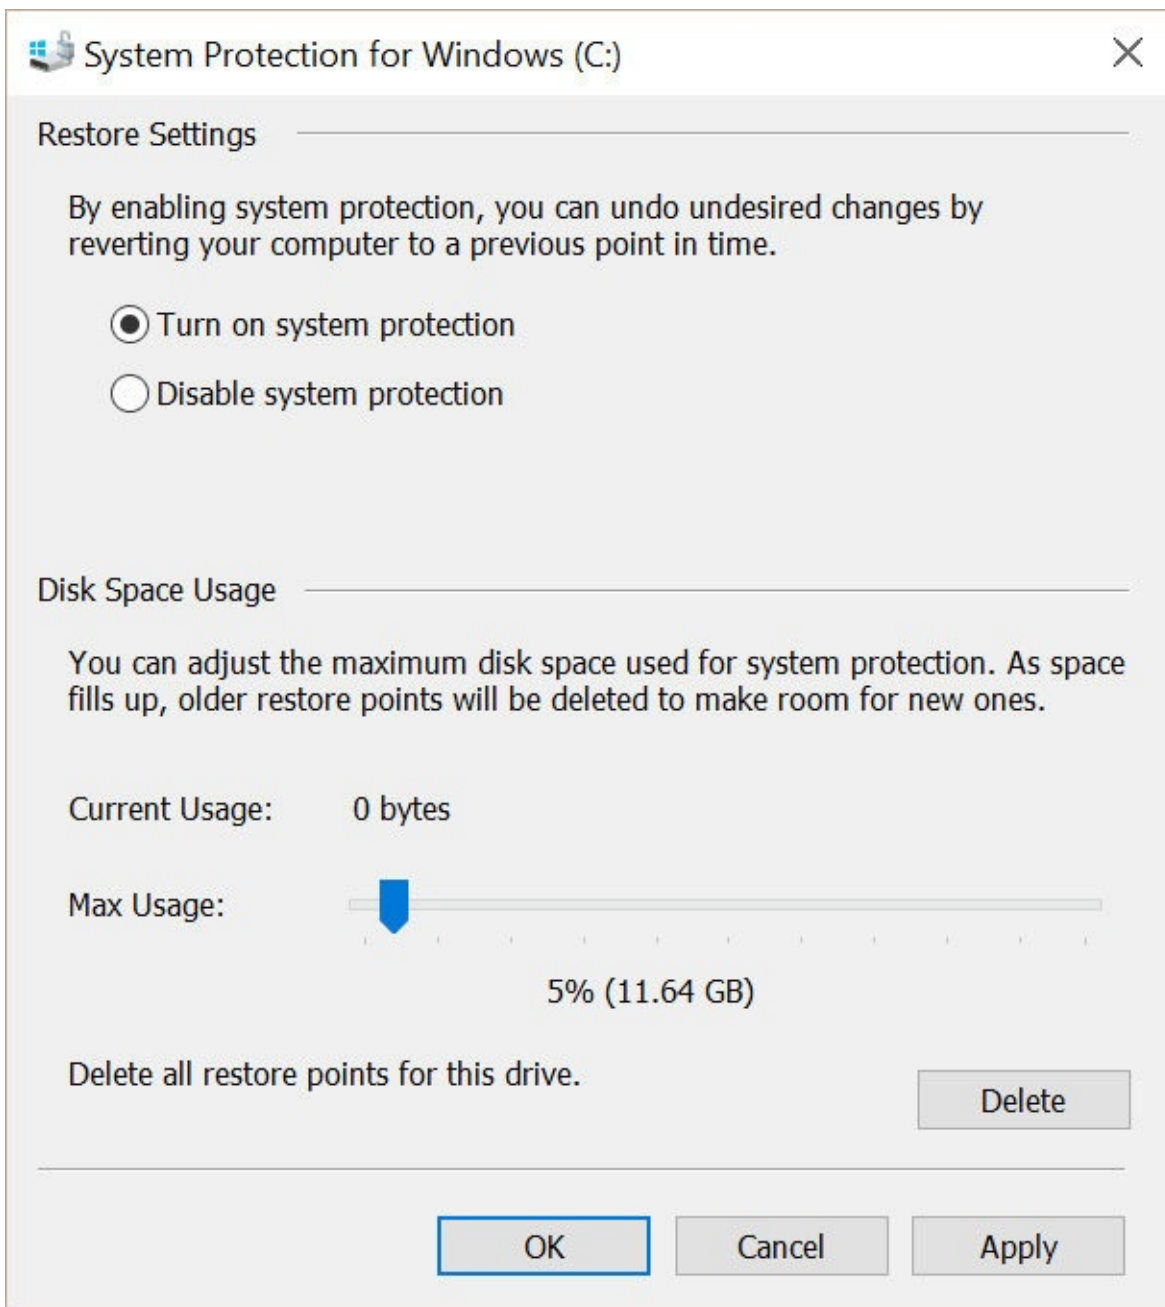 System Protection for Windows (C:)
Restore Settings
By enabling system protection, you can undo undesired changes by
reverting your computer to a previous point in time.
Turn on system protection
Disable system protection
Disk Space Usage
You can adjust the maximum disk space used for system protection. As space
fills up, older restore points will be deleted to make room for new ones.
Current Usage: 0 bytes
Max Usage:
5% (11.64 GB)
Delete all restore points for this drive.
Delete
OK Cancel Apply